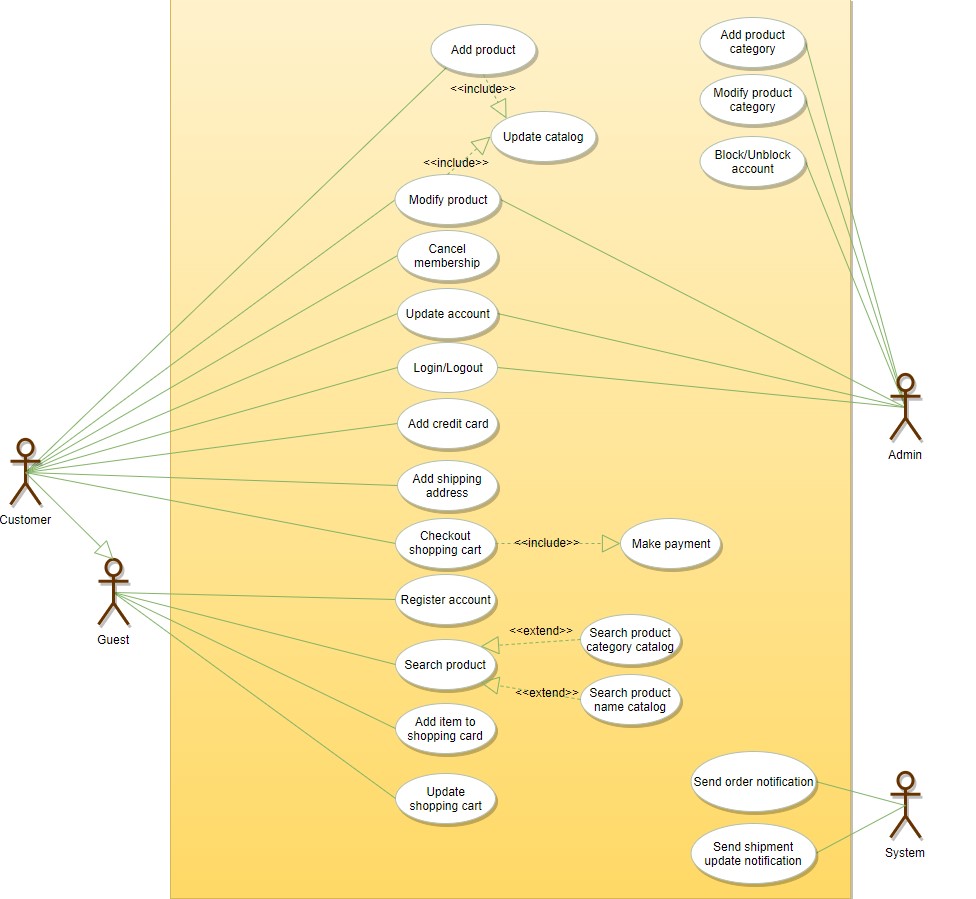 Add product
<<include>>
Update catalog
<<include>>
Modify product
Cancel
membership
Update account
Login/Logout
Add credit card
Add shipping
address
Checkout
shopping cart
<<include>>
Make payment
Register account
Search product
<<extend>>
Search product
category catalog
<<extend>>
Search product
name catalog
Add item to
shopping card
Update
shopping cart
Add product
category
Modify product
category
Block/Unblock
account
Send order notification
Send shipment
update notification
Customer
Guest
Admin
System